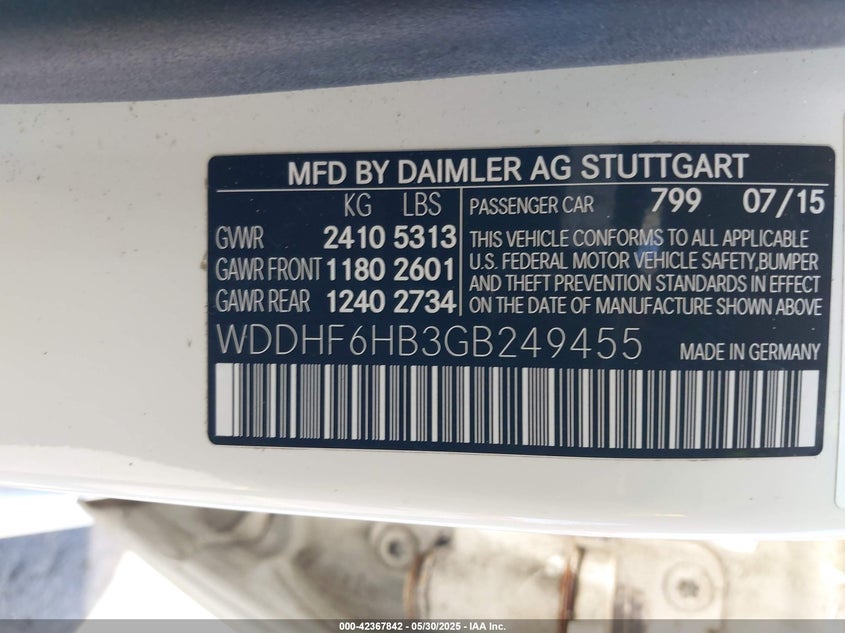 MFD BY DAIMLER AG STUTTGART
KG LBS
GVWR 2410 5313
GAWR FRONT 1180 2601
GAWR REAR 1240 2734
PASSENGER CAR 799 07/15
THIS VEHICLE CONFORMS TO ALL APPLICABLE
U.S. FEDERAL MOTOR VEHICLE SAFETY,BUMPER
AND THEFT PREVENTION STANDARDS IN EFFECT
ON THE DATE OF MANUFACTURE SHOWN ABOVE
WDDHF6HB3GB249455 MADE IN GERMANY
000-42367842 - 05/30/2025 - IAA Inc.